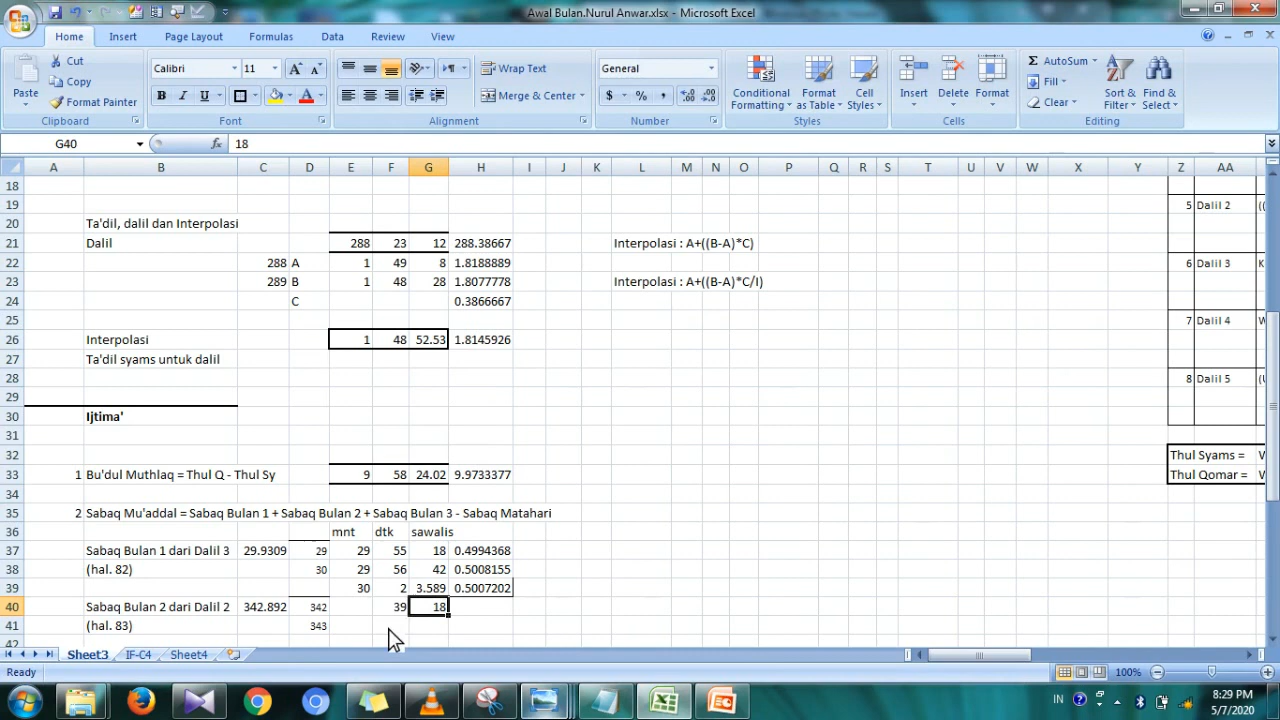 Awal Bulan.Nurul Anwar.xlsx - Microsoft Excel
Home Insert Page Layout Formulas Data Review View
Cut Calibri 11 Wrap Text General AutoSum
Copy Fill
Paste Format Painter B I U Merge & Center $ % , Conditional Formatting Format as Table Cell Styles Insert Delete Format Clear Sort & Filter Find & Select
Clipboard Font Alignment Number Styles Cells Editing
G40 fx 18
A B C D E F G H I J K L M N O P Q R S T U V W X Y Z AA
18
19 5 Dalil 2 ((
20 Ta'dil, dalil dan Interpolasi
21 Dalil 288 23 12 288.38667 Interpolasi : A+((B-A)*C)
22 288 A 1 49 8 1.8188889 6 Dalil 3 K
23 289 B 1 48 28 1.8077778 Interpolasi : A+((B-A)*C/I)
24 C 0.3866667
25 7 Dalil 4
26 Interpolasi 1 48 52.53 1.8145926
27 Ta'dil syams untuk dalil
28 8 Dalil 5
29
30 Ijtima'
31
32 Thul Syams =
33 1 Bu'dul Muthlaq = Thul Q - Thul Sy 9 58 24.02 9.9733377 Thul Qomar =
34
35 2 Sabaq Mu'addal = Sabaq Bulan 1 + Sabaq Bulan 2 + Sabaq Bulan 3 - Sabaq Matahari
36 mnt dtk sawalis
37 Sabaq Bulan 1 dari Dalil 3 29.9309 29 29 55 18 0.4994368
38 (hal. 82) 30 29 56 42 0.5008155
39 30 2 3.589 0.5007202
40 Sabaq Bulan 2 dari Dalil 2 342.892 342 39 18
41 (hal. 83) 343
42
Sheet3 IF-C4 Sheet4
Ready 100%
IN 8:29 PM
5/7/2020